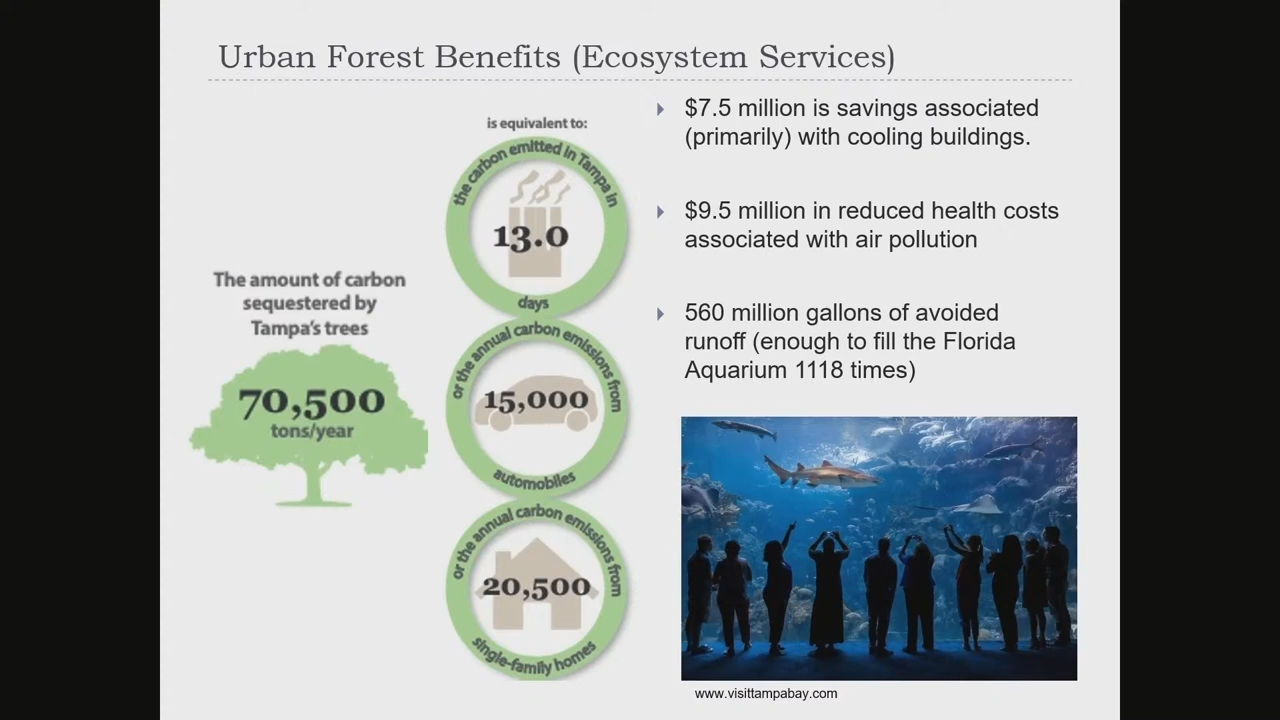 Urban Forest Benefits (Ecosystem Services)
The amount of carbon
sequestered by
Tampa's trees
70,500
tons/year
is equivalent to:
the carbon emitted in Tampa in
13.0
days
or the annual carbon emissions from
15,000
automobiles
or the annual carbon emissions from
20,500
single-family homes
$7.5 million is savings associated
(primarily) with cooling buildings.
$9.5 million in reduced health costs
associated with air pollution
560 million gallons of avoided
runoff (enough to fill the Florida
Aquarium 1118 times)
www.visittampabay.com